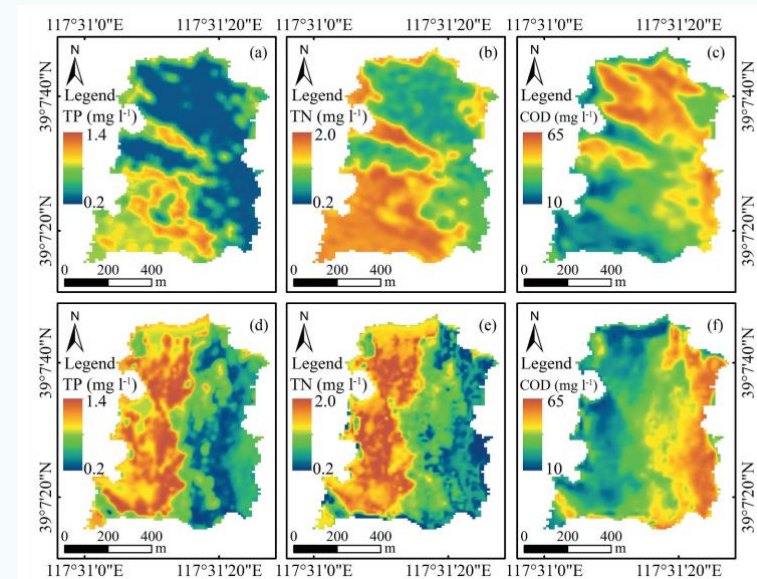 117°31'0"E 117°31'20"E 117°31'0"E 117°31'20"E 117°31'0"E 117°31'20"E
39°7'40"N 39°7'20"N
N (a)
Legend
TP (mg l⁻¹)
1.4
0.2
0 200 400
m
N (b)
Legend
TN (mg l⁻¹)
2.0
0.2
0 200 400
m
N (c)
Legend
COD (mg l⁻¹)
65
10
0 200 400
m
39°7'40"N 39°7'20"N
39°7'40"N 39°7'20"N
N (d)
Legend
TP (mg l⁻¹)
1.4
0.2
0 200 400
m
N (e)
Legend
TN (mg l⁻¹)
2.0
0.2
0 200 400
m
N (f)
Legend
COD (mg l⁻¹)
65
10
0 200 400
m
39°7'40"N 39°7'20"N
117°31'0"E 117°31'20"E 117°31'0"E 117°31'20"E 117°31'0"E 117°31'20"E